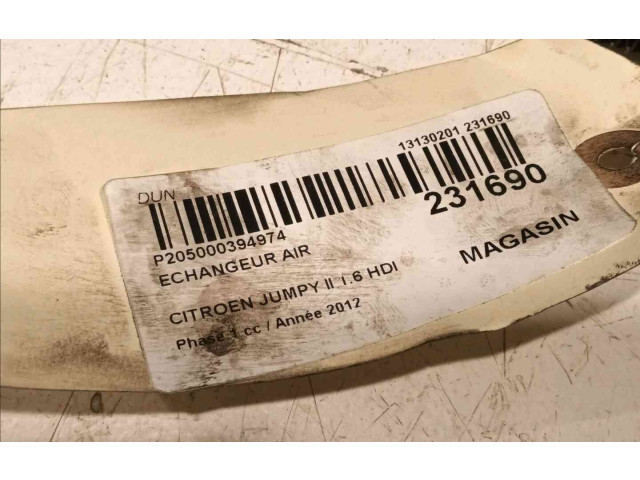 DUN
13130201 231690
P205000394974
231690
ECHANGEUR AIR
MAGASIN
CITROEN JUMPY II 1.6 HDI
Phase 1 cc / Année 2012